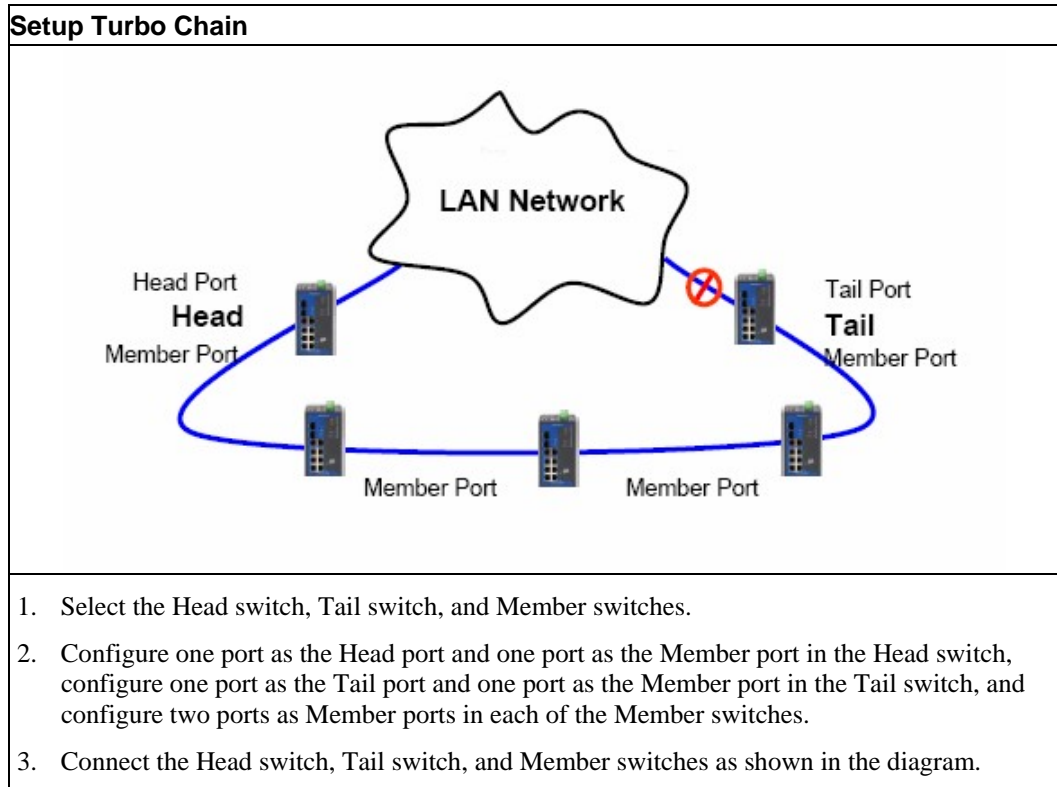 Setup Turbo Chain
LAN Network
Head Port
Head
Member Port
Tail Port
Tail
Member Port
Member Port
Member Port
1. Select the Head switch, Tail switch, and Member switches.
2. Configure one port as the Head port and one port as the Member port in the Head switch,
configure one port as the Tail port and one port as the Member port in the Tail switch, and
configure two ports as Member ports in each of the Member switches.
3. Connect the Head switch, Tail switch, and Member switches as shown in the diagram.